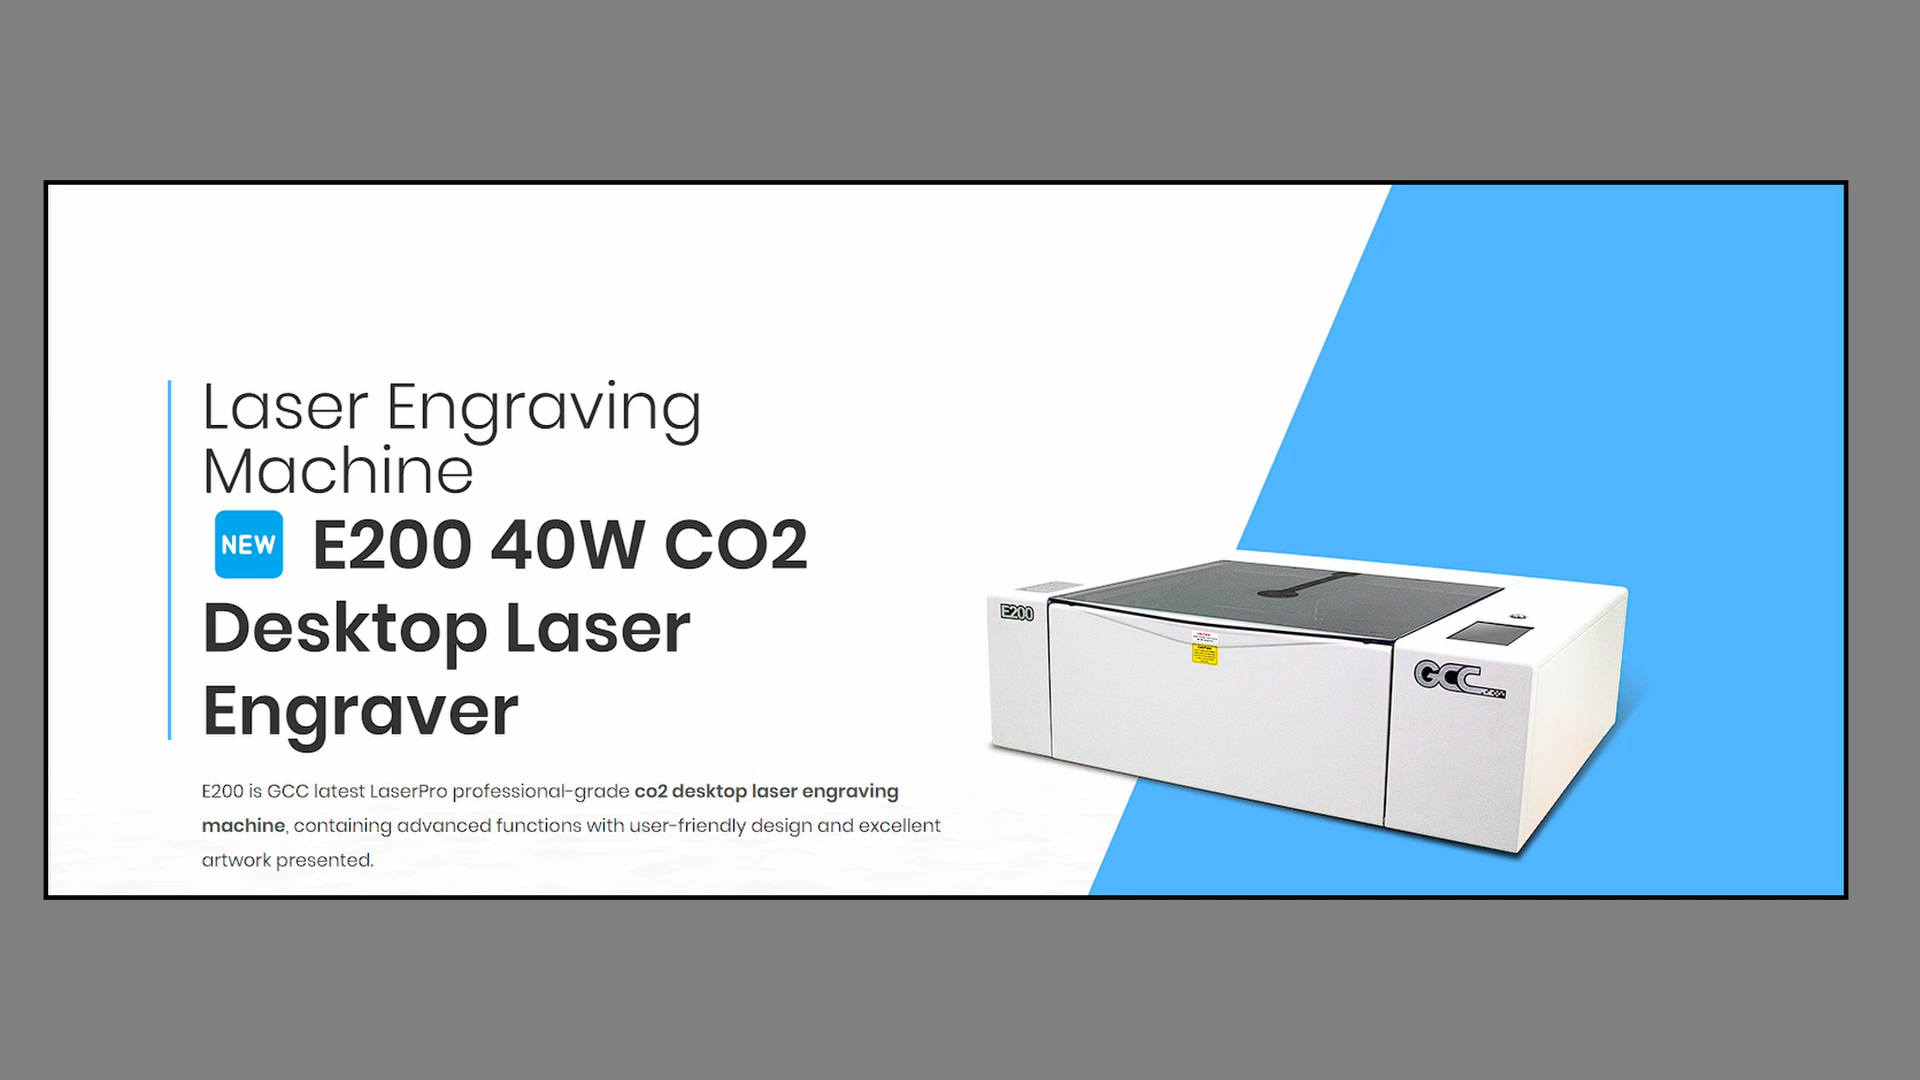 Laser Engraving
Machine
NEW E200 40W CO2
Desktop Laser
Engraver
E200 is GCC latest LaserPro professional-grade co2 desktop laser engraving
machine, containing advanced functions with user-friendly design and excellent
artwork presented.
E200
GCC
CAUTION